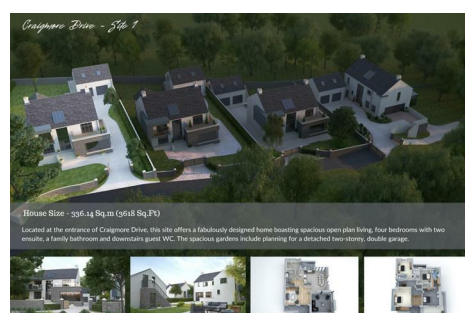 Craigmore Drive - Site 1
House Size - 336.14 Sq.m (3618 Sq.Ft)
Located at the entrance of Craigmore Drive, this site offers a fabulously designed home boasting spacious open plan living, four bedrooms with two
ensuite, a family bathroom and downstairs guest WC. The spacious gardens include planning for a detached two-storey, double garage.